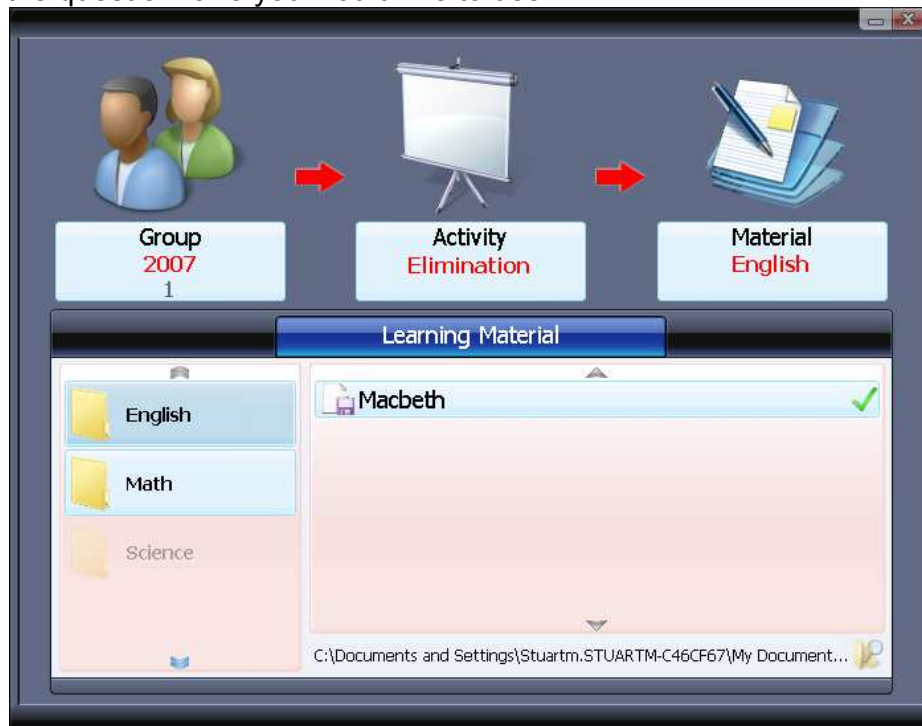 Group
2007
1
Activity
Elimination
Material
English
Learning Material
English
Math
Science
Macbeth
C:\Documents and Settings\Stuartm.STUARTM-C46CF67\My Document...